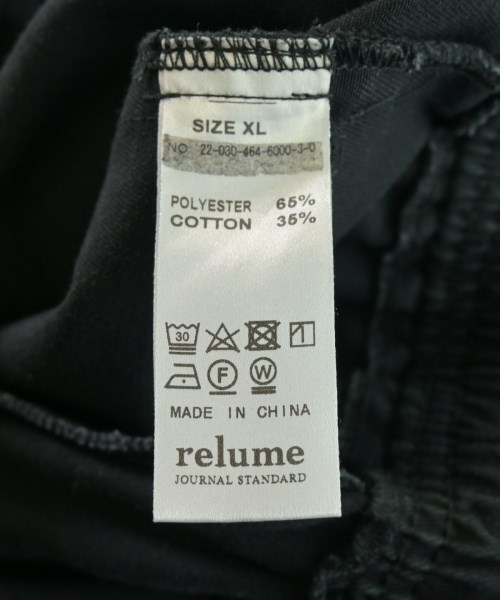 SIZE XL
NO 22-030-464-6000-3-0
POLYESTER 65%
COTTON 35%
30
F W
MADE IN CHINA
relume
JOURNAL STANDARD